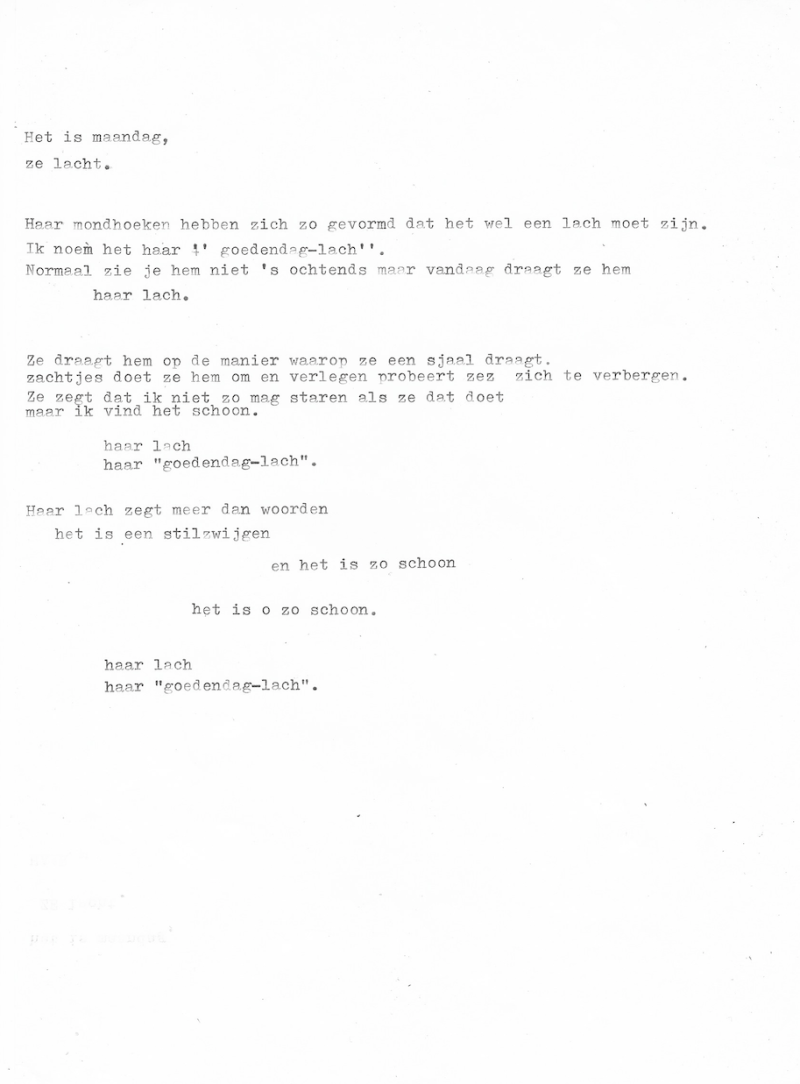 Het is maandag,
ze lacht.
Haar mondhoeken hebben zich zo gevormd dat het wel een lach moet zijn.
Ik noem het haar '' goedendag-lach''.
Normaal zie je hem niet 's ochtends maar vandaag draagt ze hem
haar lach.
Ze draagt hem op de manier waarop ze een sjaal draagt.
zachtjes doet ze hem om en verlegen probeert zez  zich te verbergen.
Ze zegt dat ik niet zo mag staren als ze dat doet
maar ik vind het schoon.
haar lach
haar "goedendag-lach".
Haar lach zegt meer dan woorden
het is een stilzwijgen
en het is zo schoon
het is o zo schoon.
haar lach
haar "goedendag-lach".